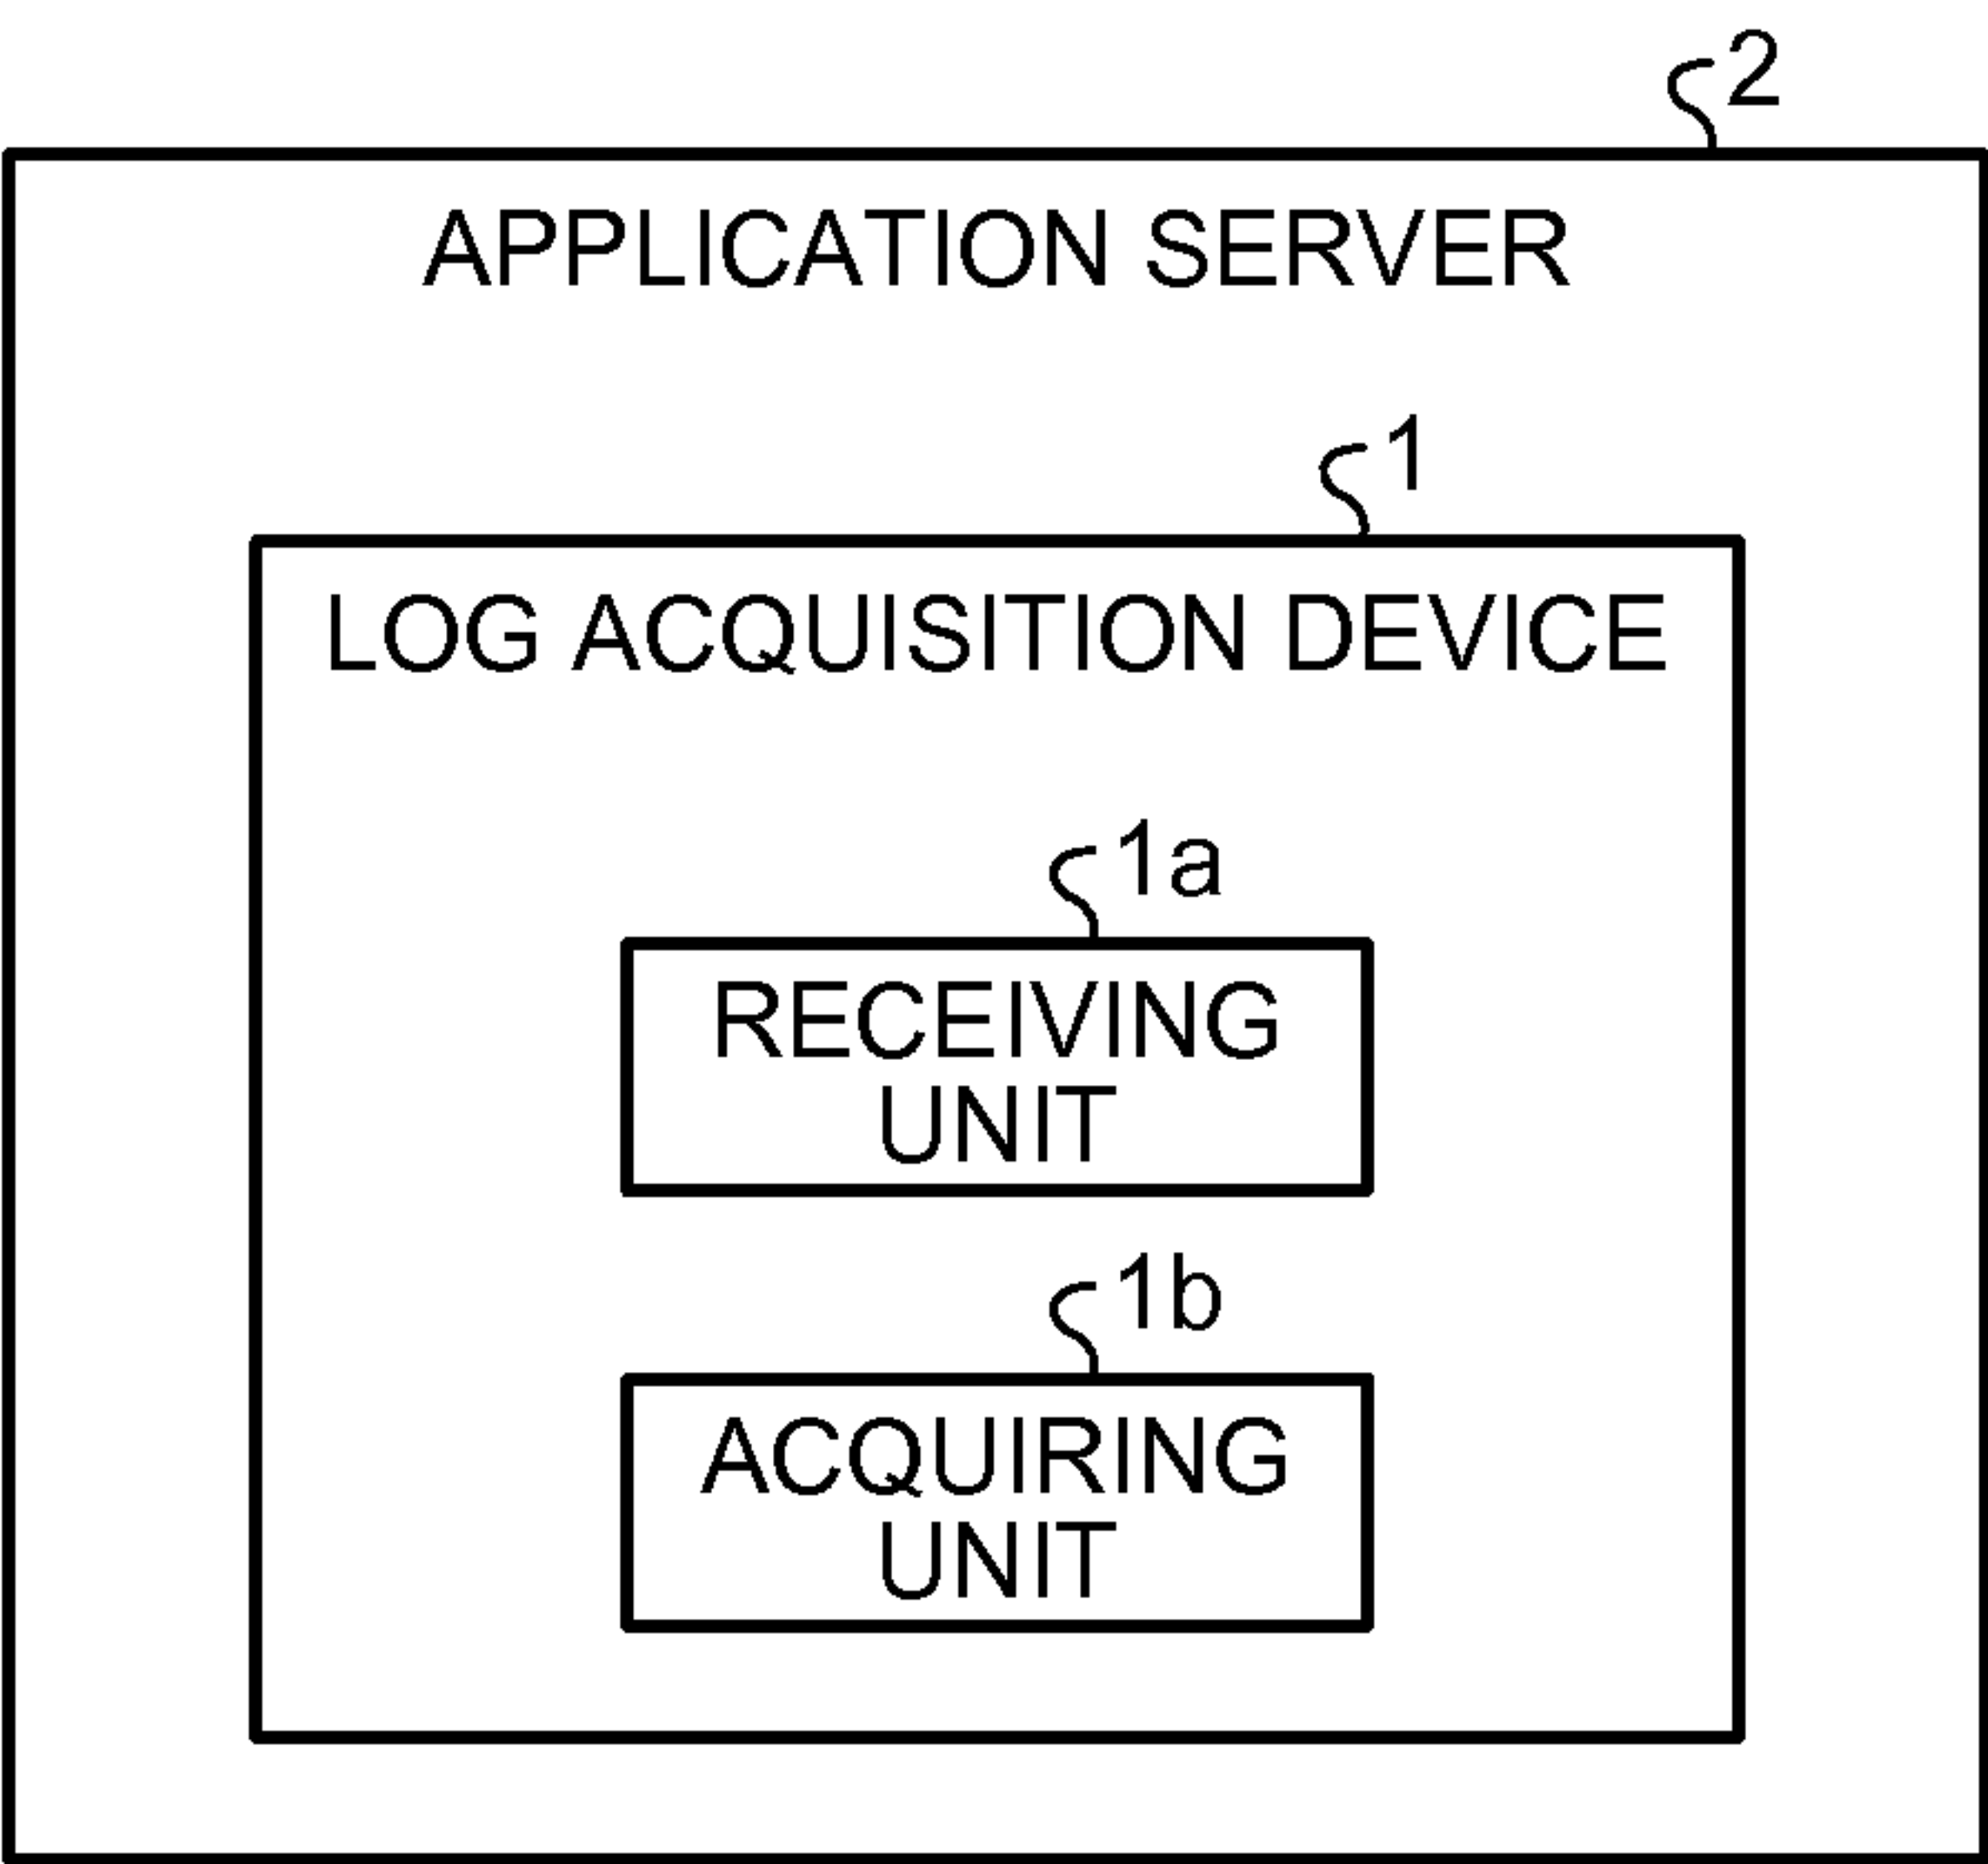 2
APPLICATION SERVER
1
LOG ACQUISITION DEVICE
1a
RECEIVING
UNIT
1b
ACQUIRING
UNIT